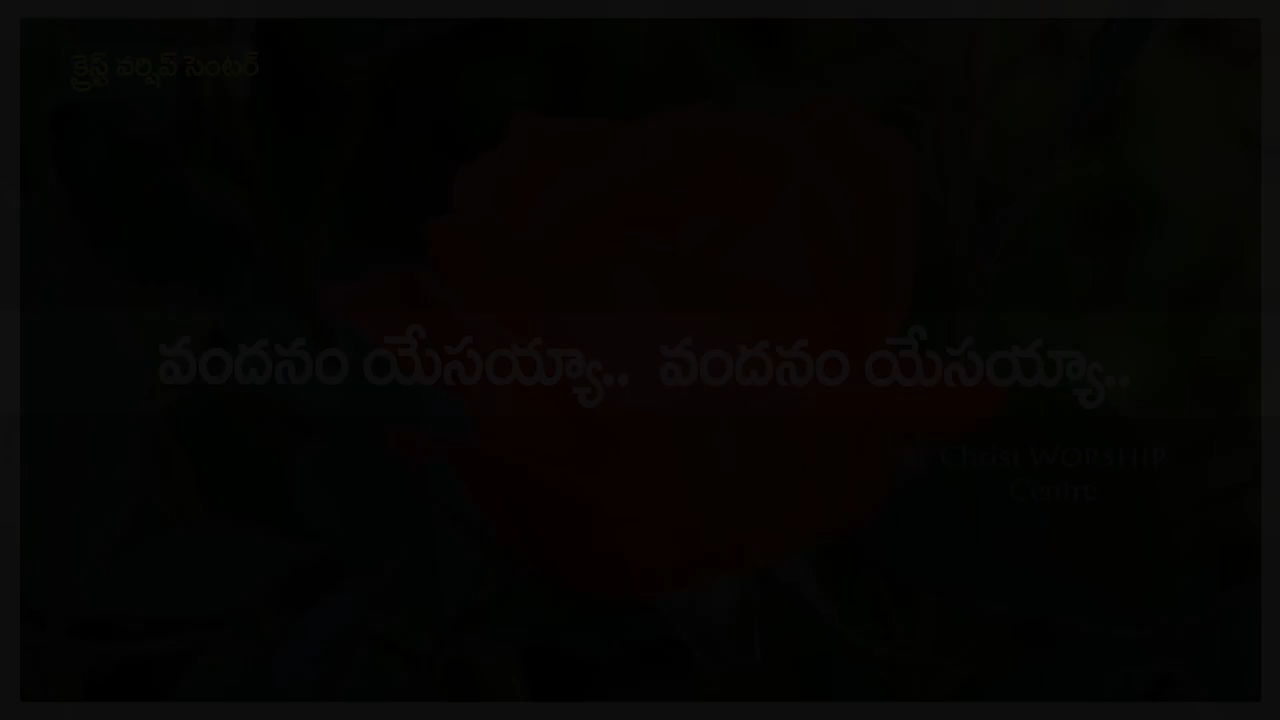 క్రైస్ట్ వర్షిప్ సెంటర్
వందనం యేసయ్యా.. వందనం యేసయ్యా..
Christ WORSHIP
Centre